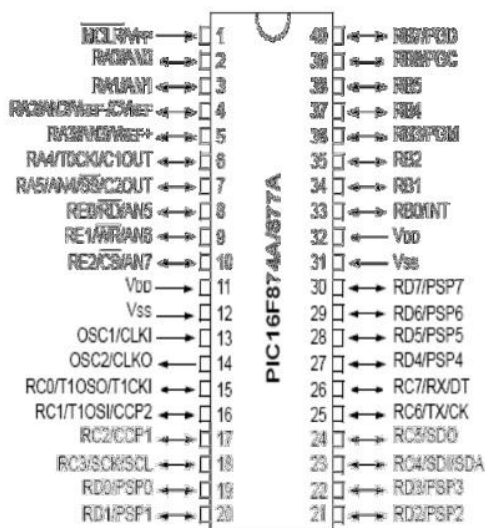 MCLR/VPP 1
RA0/AN0 2
RA1/AN1 3
RA2/AN2/VREF-/CVREF 4
RA3/AN3/VREF+ 5
RA4/T0CKI/C1OUT 6
RA5/AN4/SS/C2OUT 7
RE0/RD/AN5 8
RE1/WR/AN6 9
RE2/CS/AN7 10
VDD 11
VSS 12
OSC1/CLKI 13
OSC2/CLKO 14
RC0/T1OSO/T1CKI 15
RC1/T1OSI/CCP2 16
RC2/CCP1 17
RC3/SCK/SCL 18
RD0/PSP0 19
RD1/PSP1 20
PIC16F874A/877A
40 RB7/PGD
39 RB6/PGC
38 RB5
37 RB4
36 RB3/PGM
35 RB2
34 RB1
33 RB0/INT
32 VDD
31 VSS
30 RD7/PSP7
29 RD6/PSP6
28 RD5/PSP5
27 RD4/PSP4
26 RC7/RX/DT
25 RC6/TX/CK
24 RC5/SDO
23 RC4/SDI/SDA
22 RD3/PSP3
21 RD2/PSP2